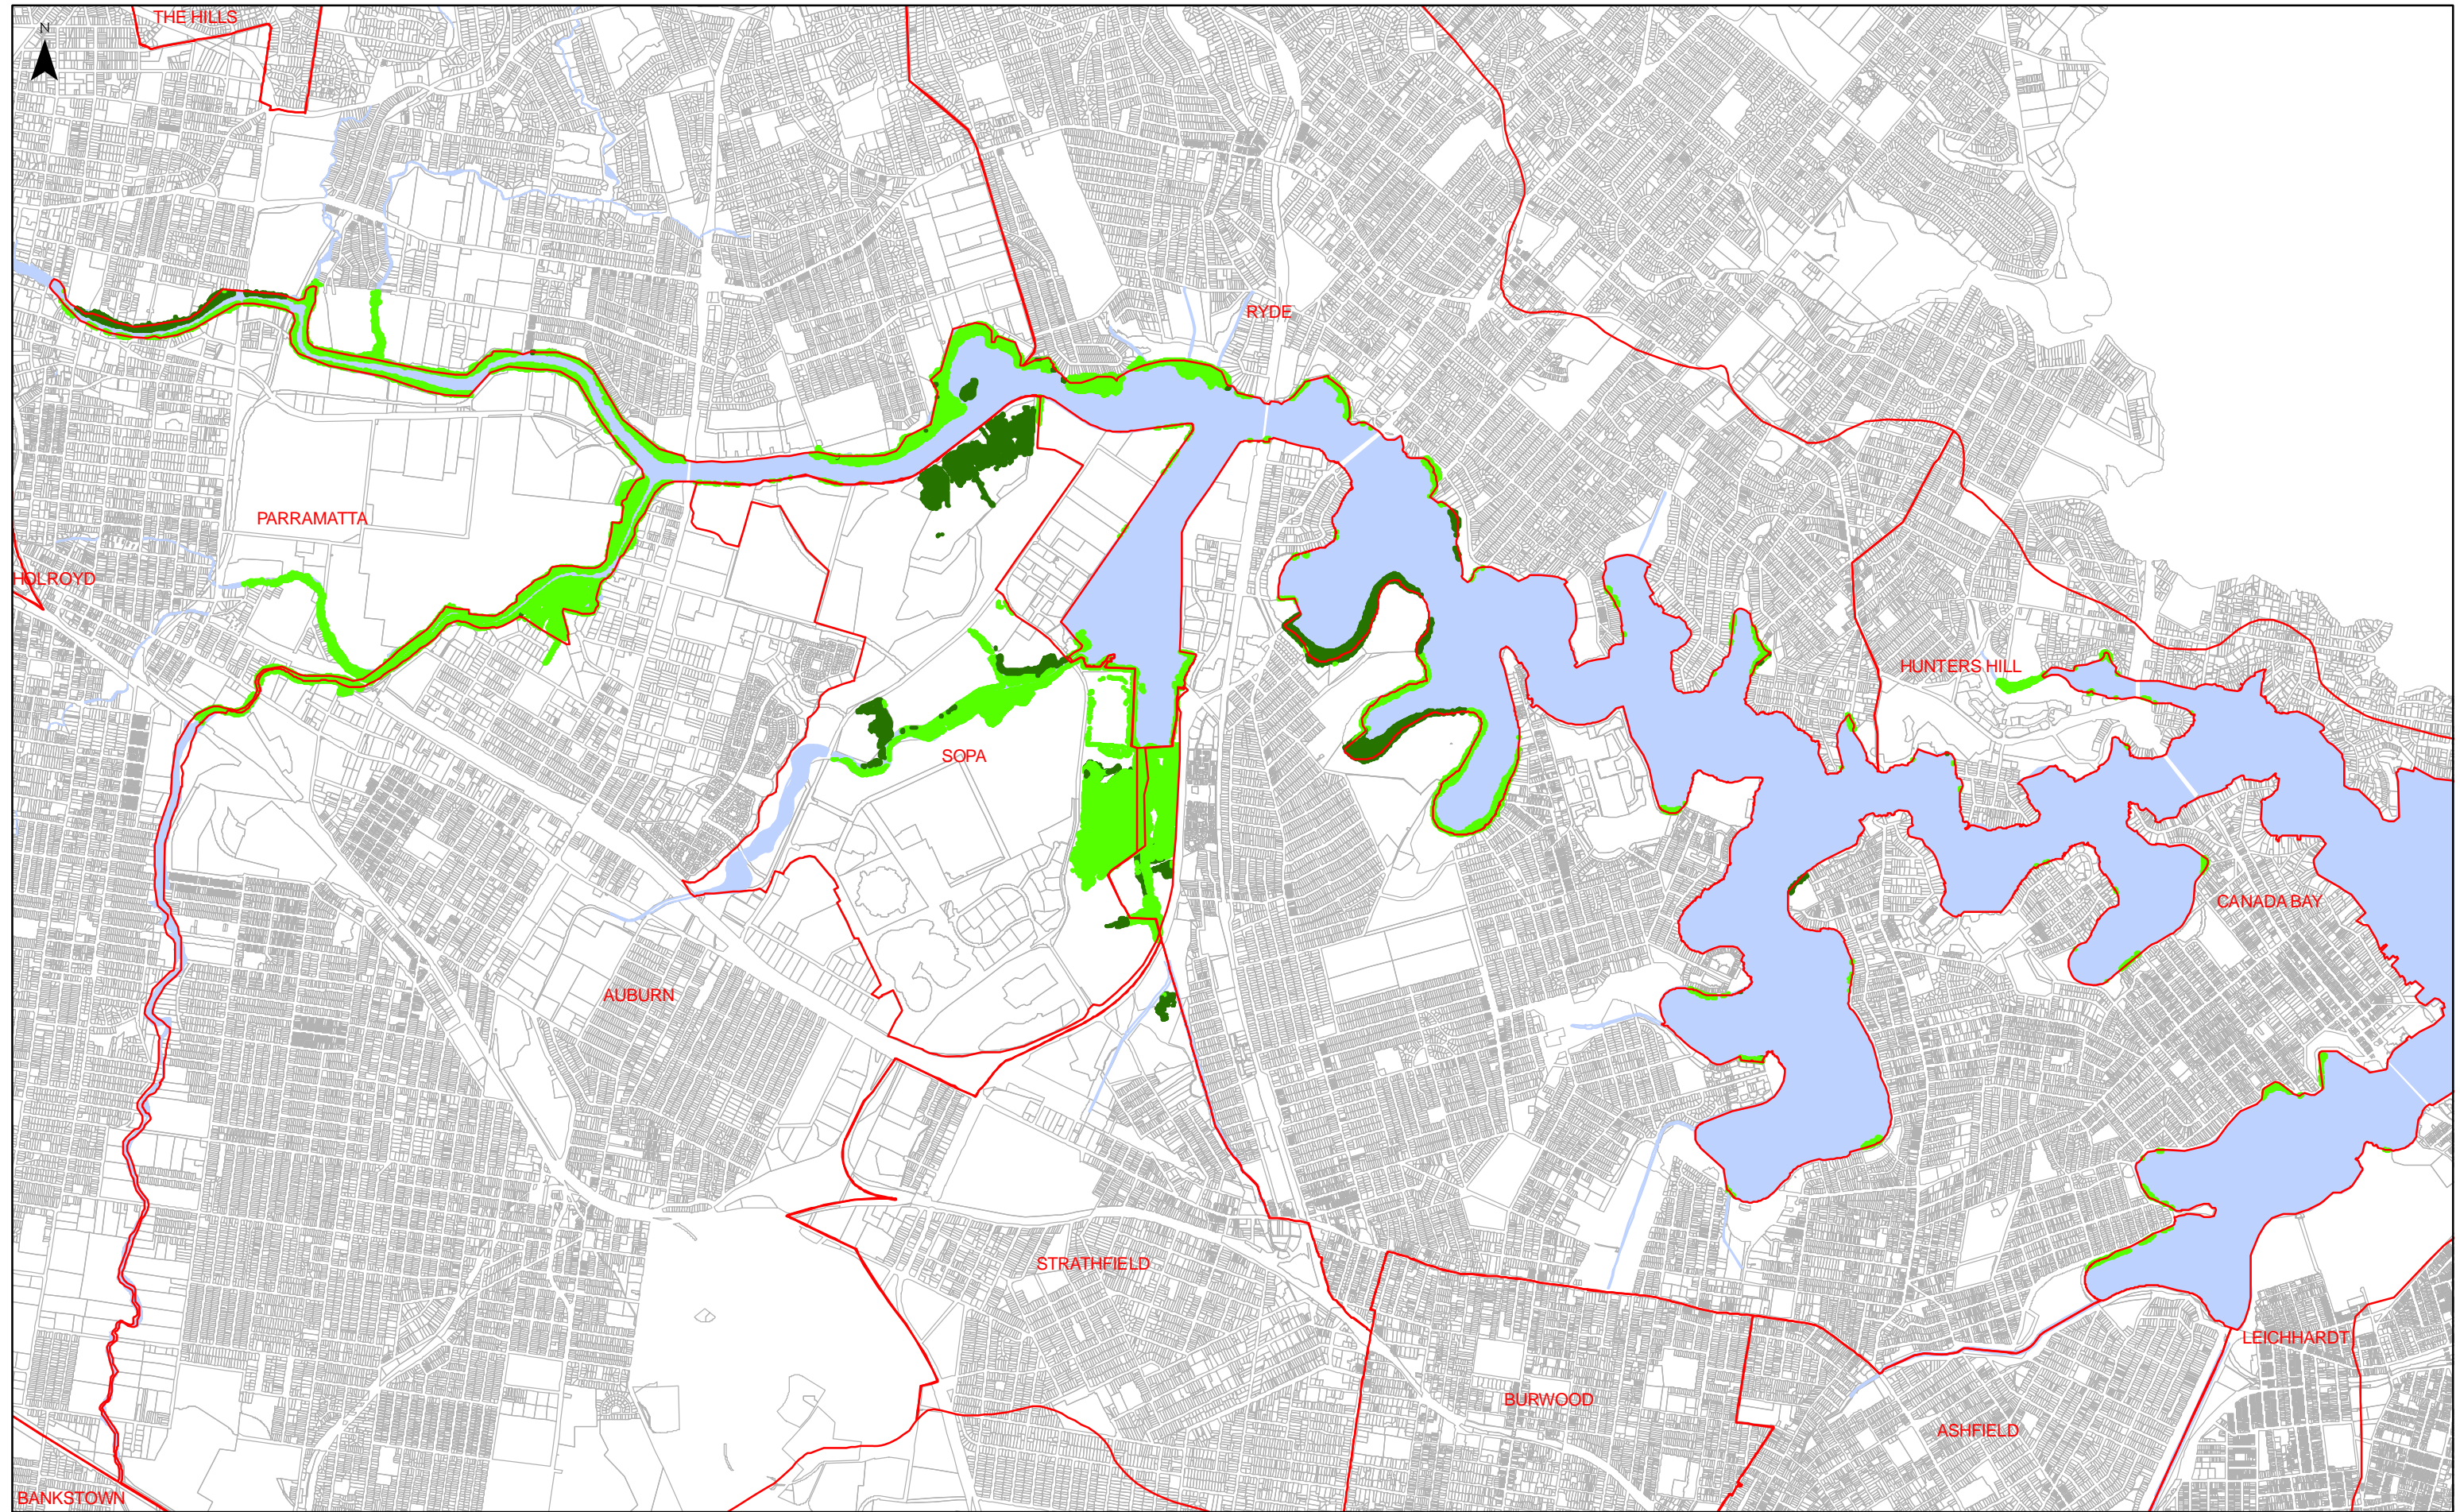 THE HILLS
N
RYDE
PARRAMATTA
HOLROYD
HUNTERS HILL
SOPA
CANADA BAY
AUBURN
STRATHFIELD
LEICHHARDT
BURWOOD
ASHFIELD
BANKSTOWN